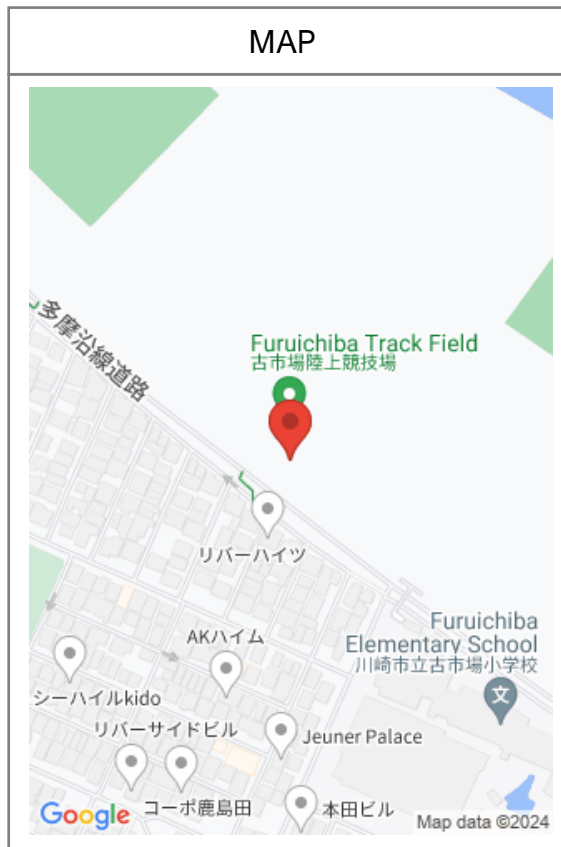 MAP
Furuichiba Track Field
古市場陸上競技場
多摩沿線道路
リバーハイツ
Furuichiba
Elementary School
川崎市立古市場小学校
文
AKハイム
シーハイルkido
リバーサイドビル
Jeuner Palace
コーポ鹿島田
本田ビル
Google
Map data ©2024